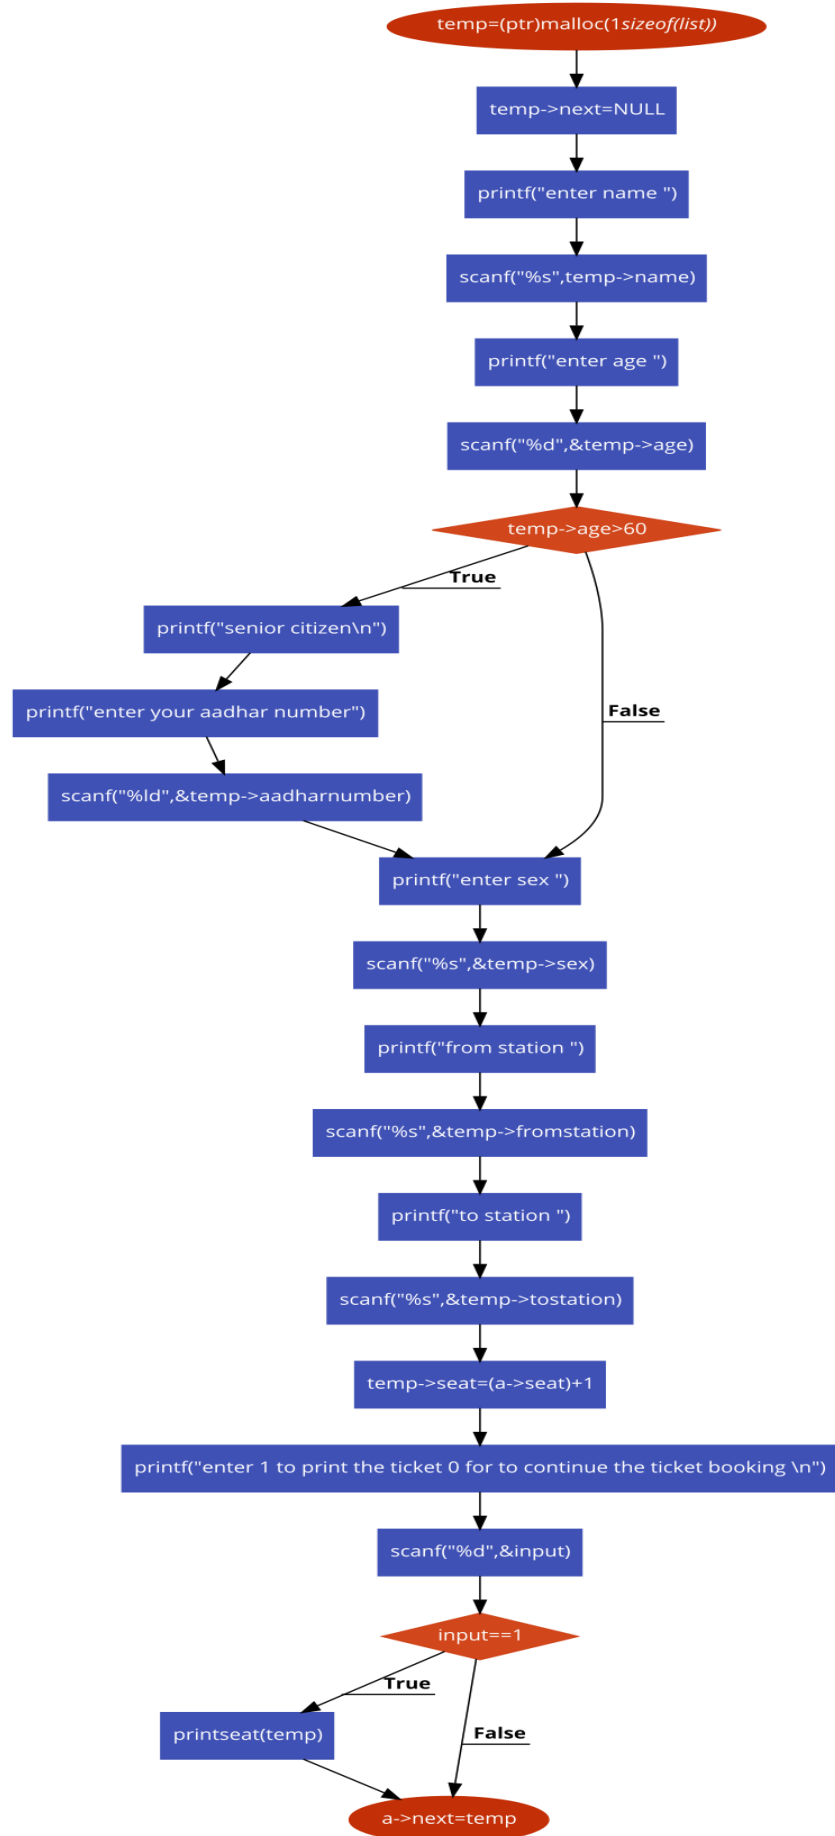 temp=(ptr)malloc(1sizeof(list))
temp->next=NULL
printf("enter name ")
scanf("%s",temp->name)
printf("enter age ")
scanf("%d",&temp->age)
temp->age>60
True
printf("senior citizen\n")
printf("enter your aadhar number")
False
scanf("%ld",&temp->aadharnumber)
printf("enter sex ")
scanf("%s",&temp->sex)
printf("from station ")
scanf("%s",&temp->fromstation)
printf("to station ")
scanf("%s",&temp->tostation)
temp->seat=(a->seat)+1
printf("enter 1 to print the ticket 0 for to continue the ticket booking \n")
scanf("%d",&input)
input==1
True
printseat(temp)
False
a->next=temp